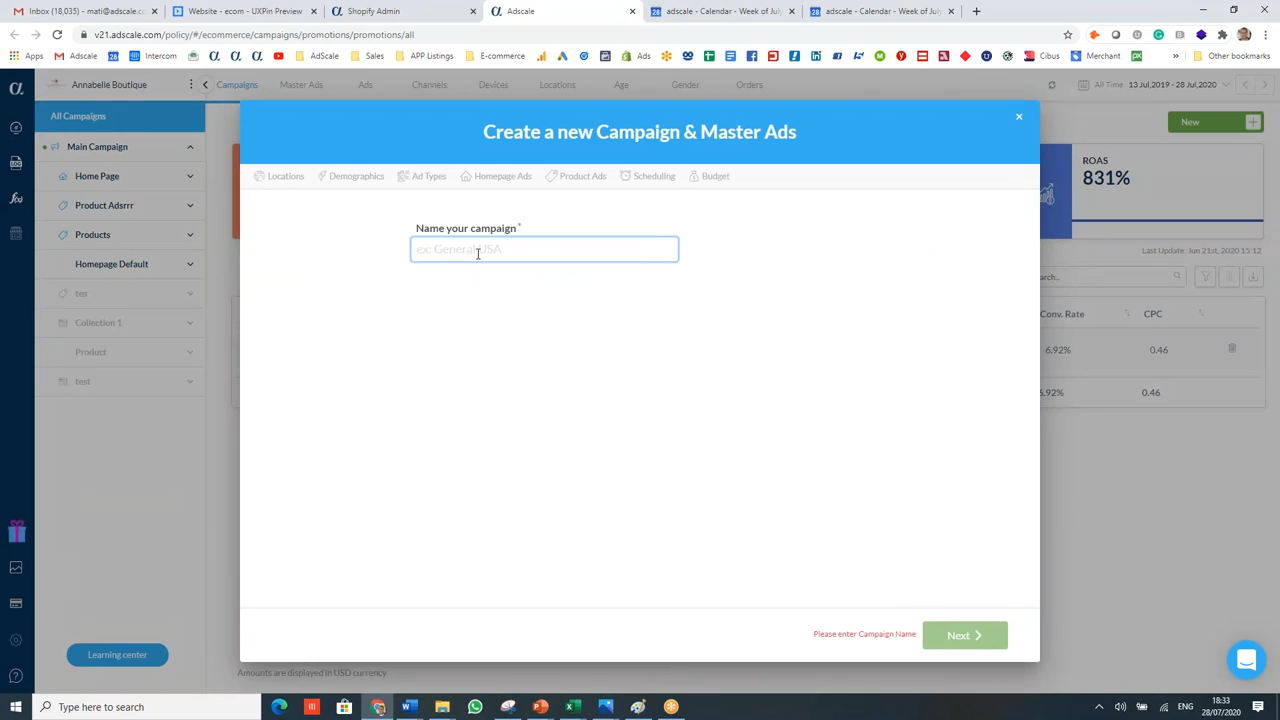 Inbox (18,035) - mati@adscale.co
Website - ecom - UXPin Preview
Shopify Admin
Adscale
adscale - Calendar - Week of July
adscale - Calendar - Week of July
v21.adscale.com/policy/#/ecommerce/campaigns/promotions/promotions/all
Apps
Adscale
Intercom
AdScale
Sales
APP Listings
E-commerce
Ads
Cibus
Merchant
Other bookmarks
Annabelle Boutique
Campaigns
Master Ads
Ads
Channels
Devices
Locations
Age
Gender
Orders
All Time 13 Jul,2019 - 28 Jul,2020
All Campaigns
Main Campaign
Home Page
Product Adsrrr
Products
Homepage Default
tes
Collection 1
Product
test
Learning center
Create a new Campaign & Master Ads
×
Locations
Demographics
Ad Types
Homepage Ads
Product Ads
Scheduling
Budget
Name your campaign *
ex: General USA
Please enter Campaign Name
Next
New
ROAS
831%
Last Update: Jun 21st, 2020 15:12
Conv. Rate
CPC
6.92%
0.46
0.46
Amounts are displayed in USD currency
Type here to search
ENG
18:33
28/07/2020